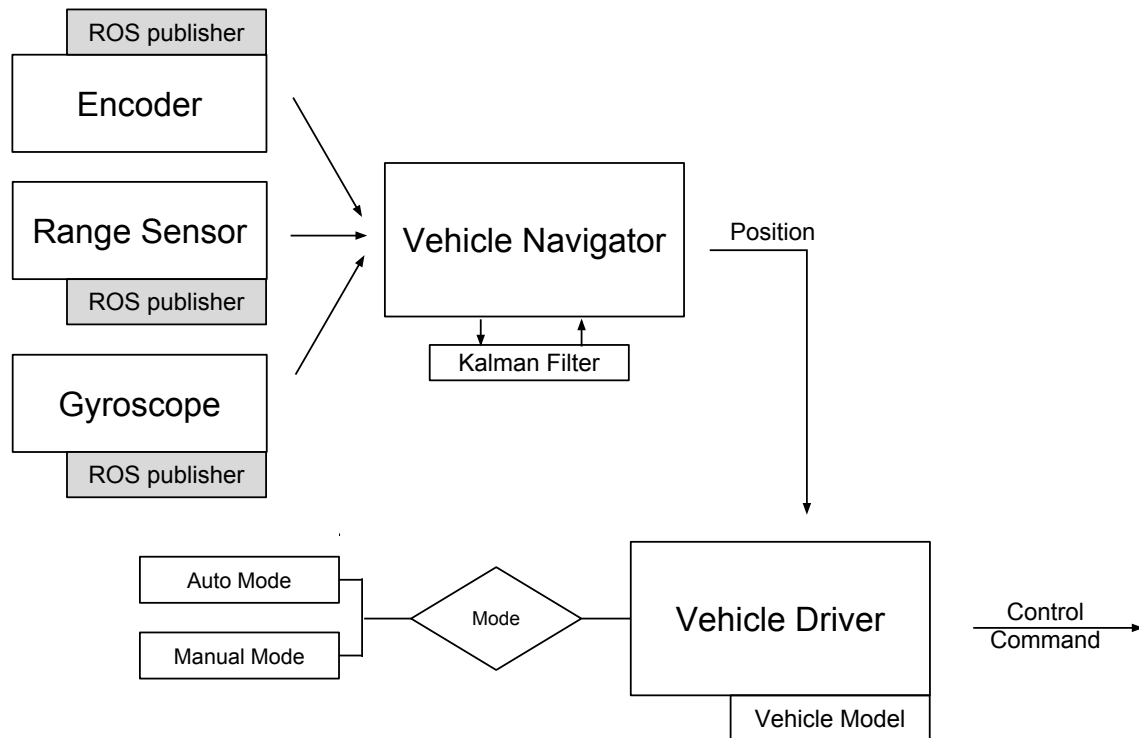 ROS publisher
Encoder
Range Sensor
ROS publisher
Gyroscope
ROS publisher
Vehicle Navigator
Kalman Filter
Position
Auto Mode
Manual Mode
Mode
Vehicle Driver
Vehicle Model
Control
Command